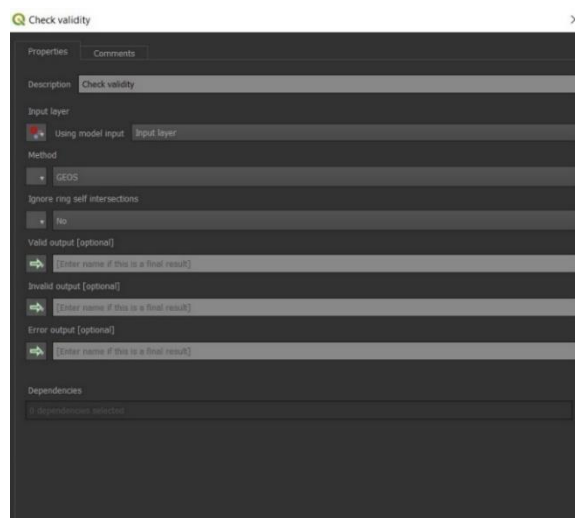 Check validity
Properties Comments
Description Check validity
Input layer
Using model input Input layer
Method
GEOS
Ignore ring self intersections
No
Valid output [optional]
[Enter name if this is a final result]
Invalid output [optional]
[Enter name if this is a final result]
Error output [optional]
[Enter name if this is a final result]
Dependencies
0 dependencies selected